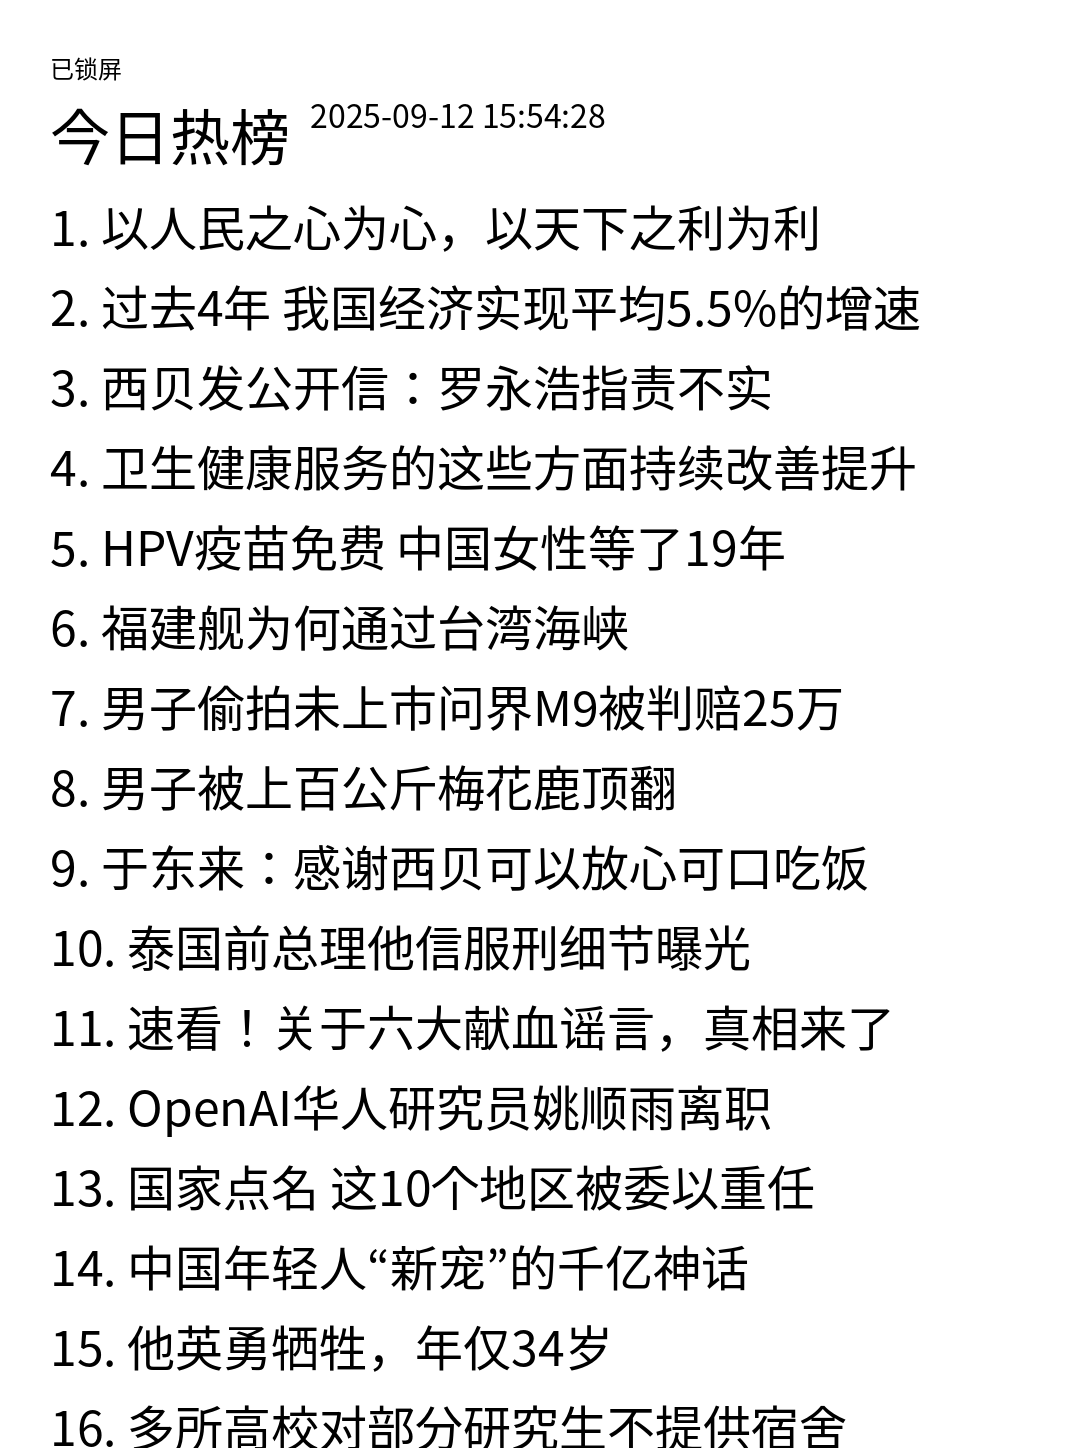 已锁屏
今日热榜 2025-09-12 15:54:28
1. 以人民之心为心，以天下之利为利
2. 过去4年 我国经济实现平均5.5%的增速
3. 西贝发公开信：罗永浩指责不实
4. 卫生健康服务的这些方面持续改善提升
5. HPV疫苗免费 中国女性等了19年
6. 福建舰为何通过台湾海峡
7. 男子偷拍未上市问界M9被判赔25万
8. 男子被上百公斤梅花鹿顶翻
9. 于东来：感谢西贝可以放心可口吃饭
10. 泰国前总理他信服刑细节曝光
11. 速看！关于六大献血谣言，真相来了
12. OpenAI华人研究员姚顺雨离职
13. 国家点名 这10个地区被委以重任
14. 中国年轻人“新宠”的千亿神话
15. 他英勇牺牲，年仅34岁
16. 多所高校对部分研究生不提供宿舍